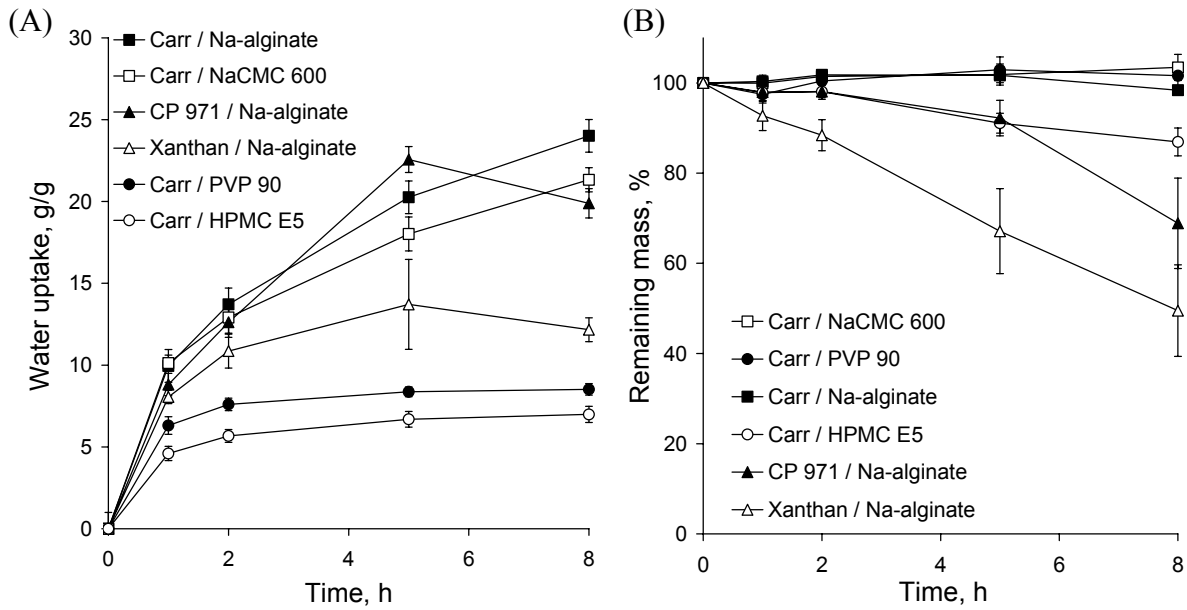 (A)
Water uptake, g/g
30
25
20
15
10
5
0
Carr / Na-alginate
Carr / NaCMC 600
CP 971 / Na-alginate
Xanthan / Na-alginate
Carr / PVP 90
Carr / HPMC E5
0 2 4 6 8
Time, h
(B)
Remaining mass, %
100
80
60
40
20
0
Carr / NaCMC 600
Carr / PVP 90
Carr / Na-alginate
Carr / HPMC E5
CP 971 / Na-alginate
Xanthan / Na-alginate
0 2 4 6 8
Time, h